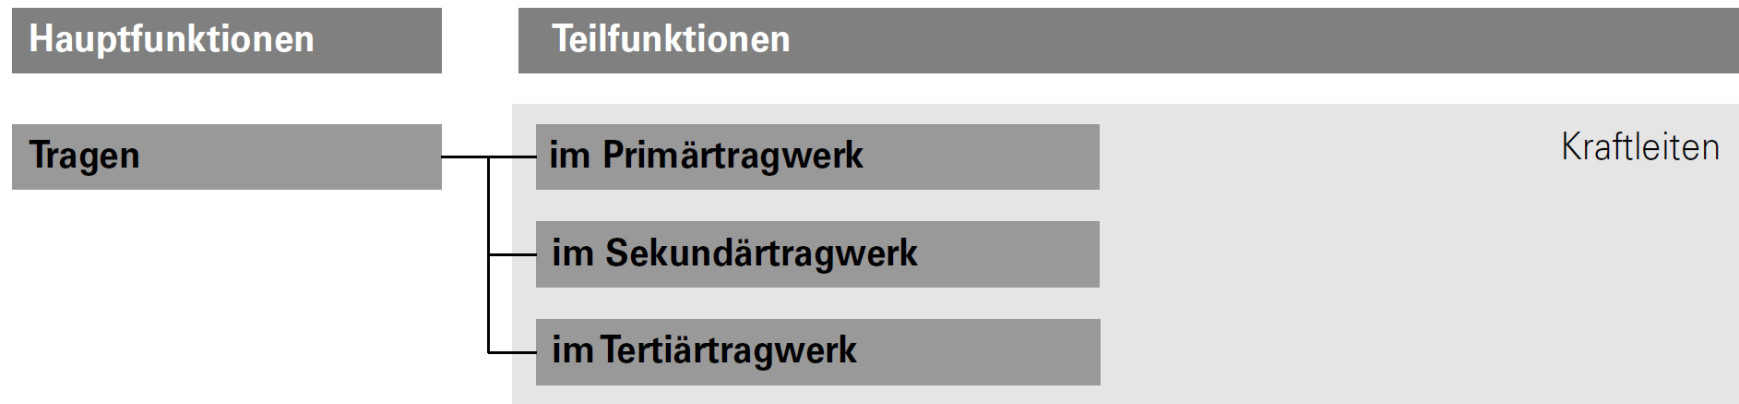 Hauptfunktionen
Teilfunktionen
Tragen
im Primärtragwerk
Kraftleiten
im Sekundärtragwerk
im Tertiärtragwerk